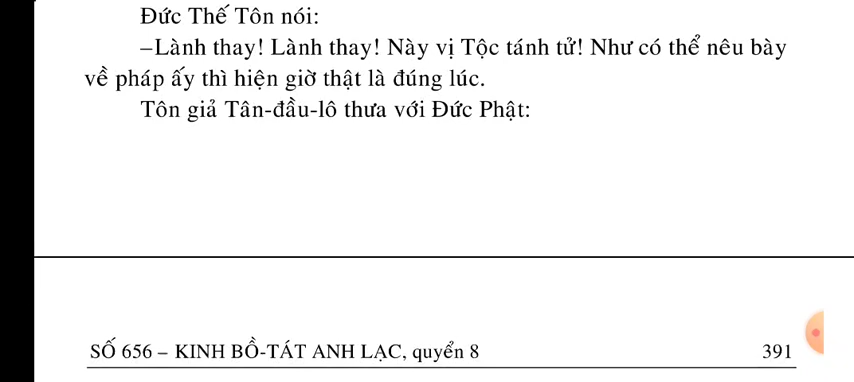 Đức Thế Tôn nói:
–Lành thay! Lành thay! Này vị Tộc tánh tử! Như có thể nêu bày
về pháp ấy thì hiện giờ thật là đúng lúc.
Tôn giả Tân-đầu-lô thưa với Đức Phật:
SỐ 656 – KINH BỒ-TÁT ANH LẠC, quyển 8 391